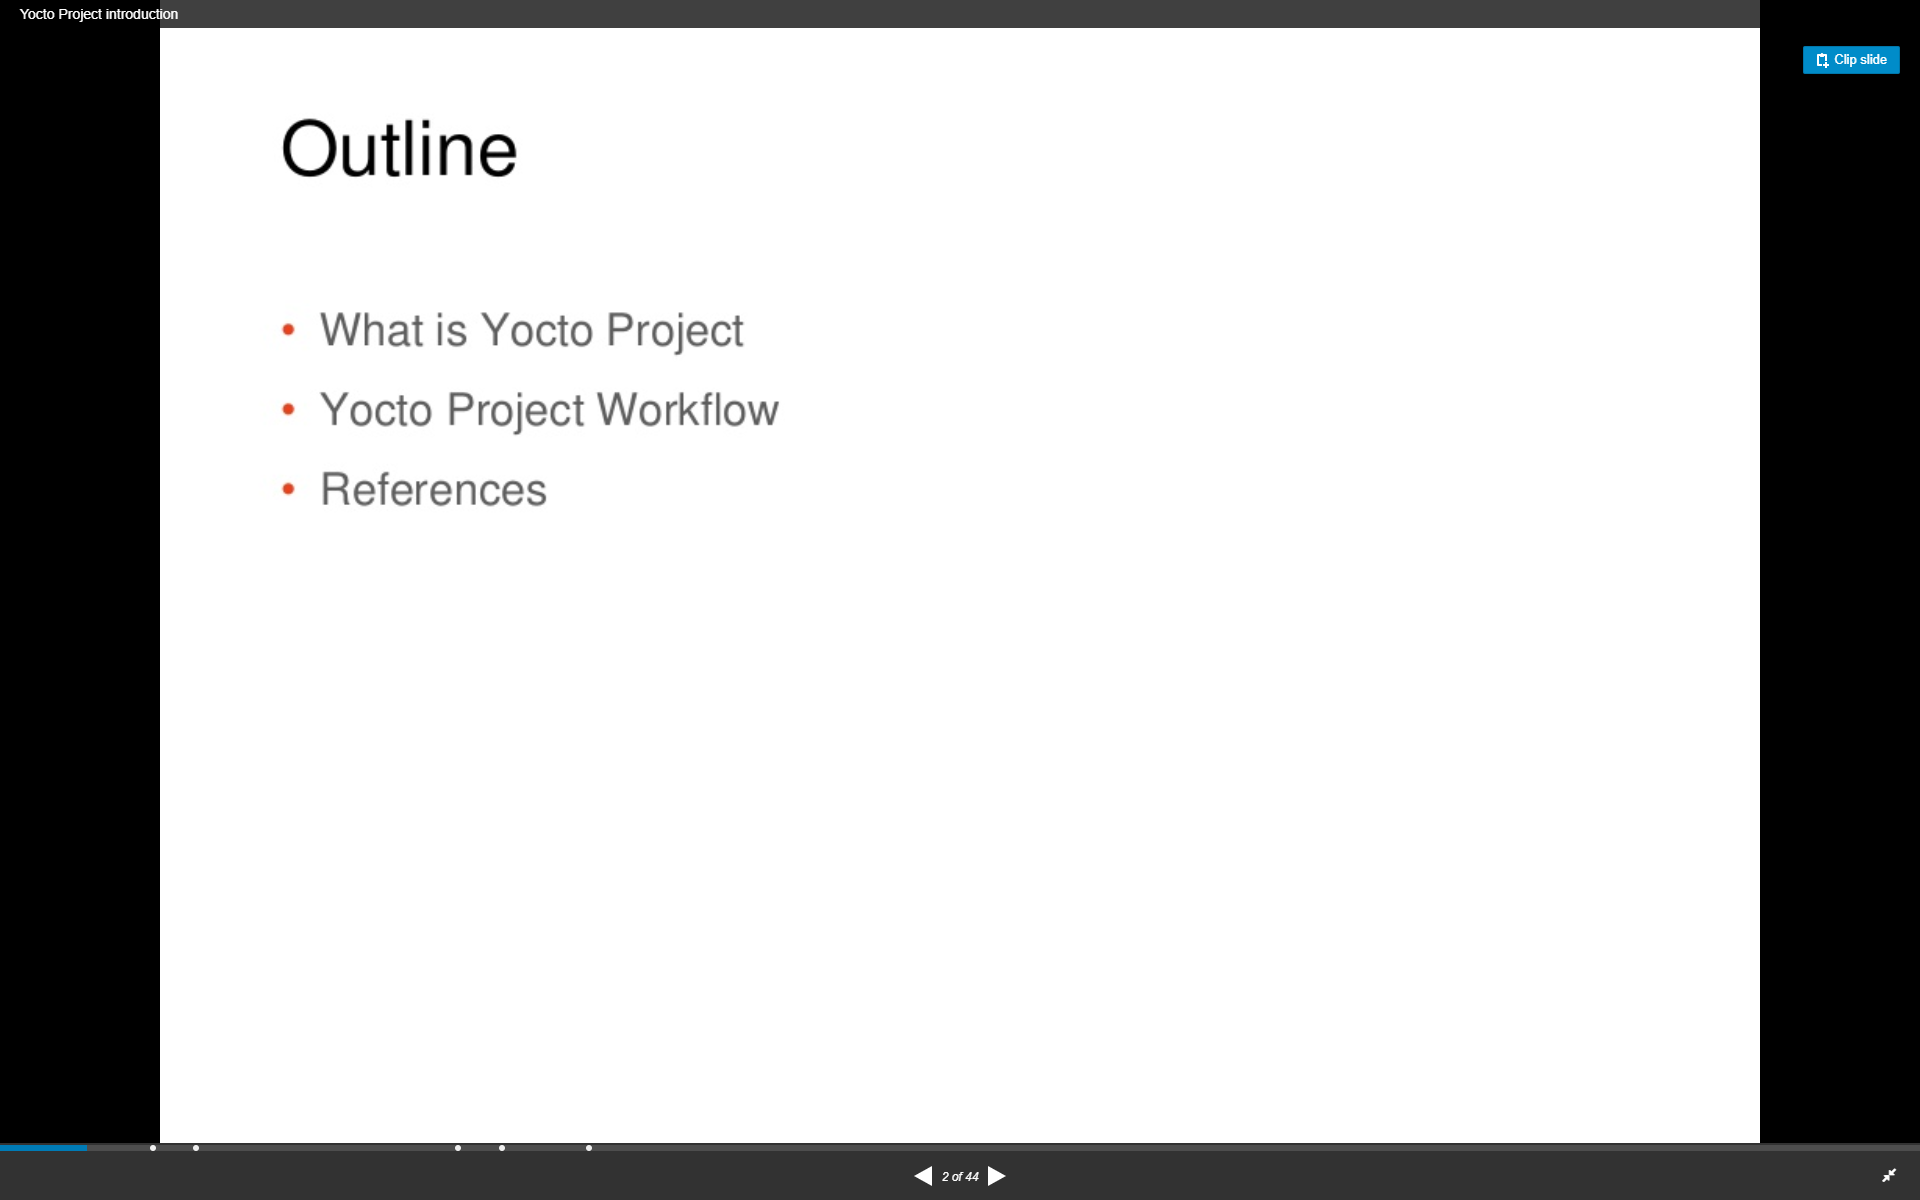 Yocto Project introduction
Clip slide
Outline
• What is Yocto Project
• Yocto Project Workflow
• References
2 of 44